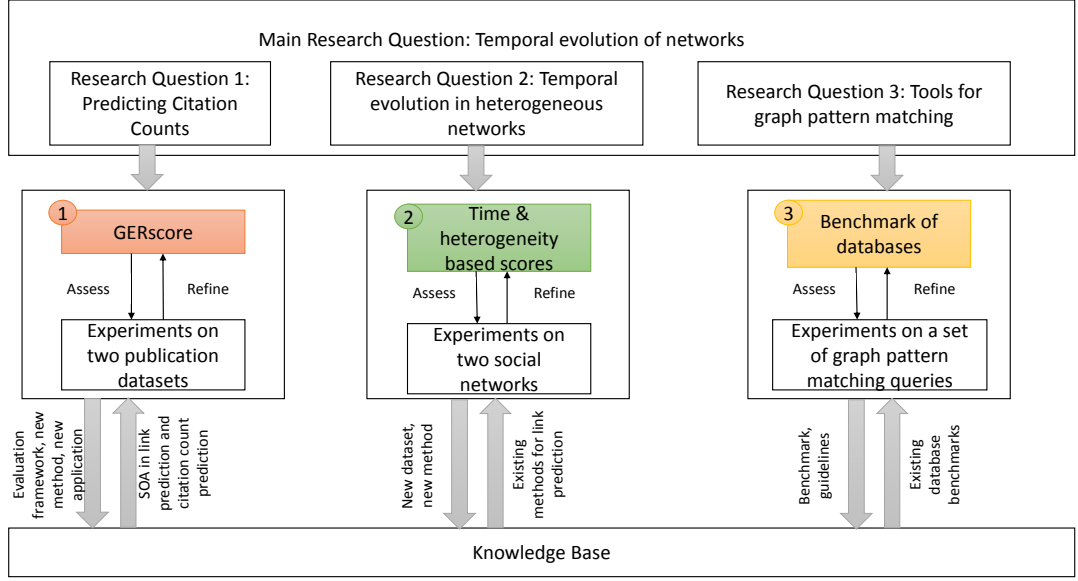 Main Research Question: Temporal evolution of networks
Research Question 1:
Predicting Citation
Counts
Research Question 2: Temporal
evolution in heterogeneous
networks
Research Question 3: Tools for
graph pattern matching
1
GERscore
Assess
Refine
Experiments on
two publication
datasets
2
Time &
heterogeneity
based scores
Assess
Refine
Experiments on
two social
networks
3
Benchmark of
databases
Assess
Refine
Experiments on a set
of graph pattern
matching queries
Evaluation
framework, new
method, new
application
SOA in link
prediction and
citation count
prediction
New dataset,
new method
Existing
methods for link
prediction
Benchmark,
guidelines
Existing
database
benchmarks
Knowledge Base